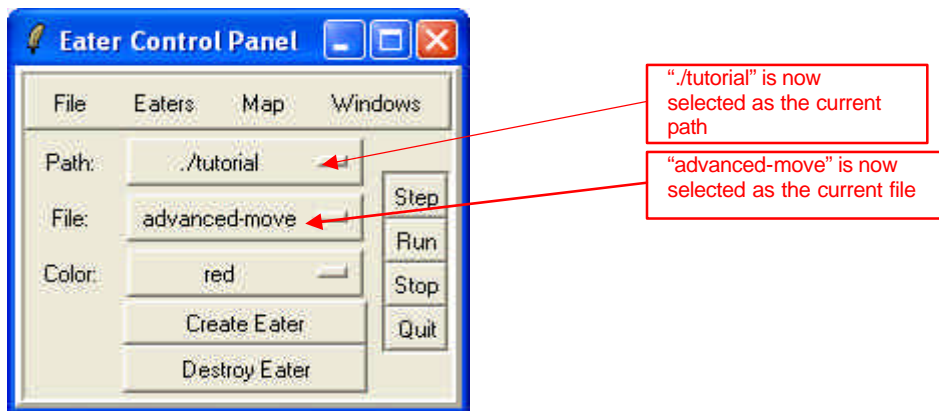 Eater Control Panel
File Eaters Map Windows
Path: ../tutorial
File: advanced-move
Color: red
Create Eater
Destroy Eater
Step
Run
Stop
Quit
“./tutorial” is now
selected as the current
path
“advanced-move” is now
selected as the current file